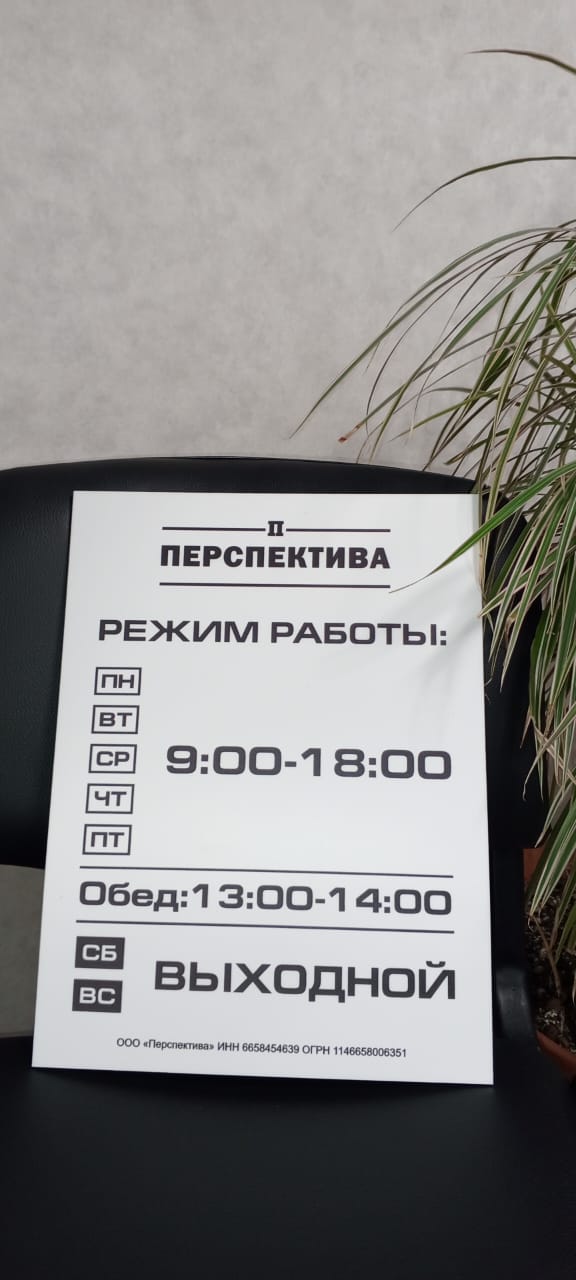 П
ПЕРСПЕКТИВА
РЕЖИМ РАБОТЫ:
ПН
ВТ
СР
ЧТ
ПТ
9:00-18:00
Обед:13:00-14:00
СБ
ВС
ВЫХОДНОЙ
ООО «Перспектива» ИНН 6658454639 ОГРН 1146658006351